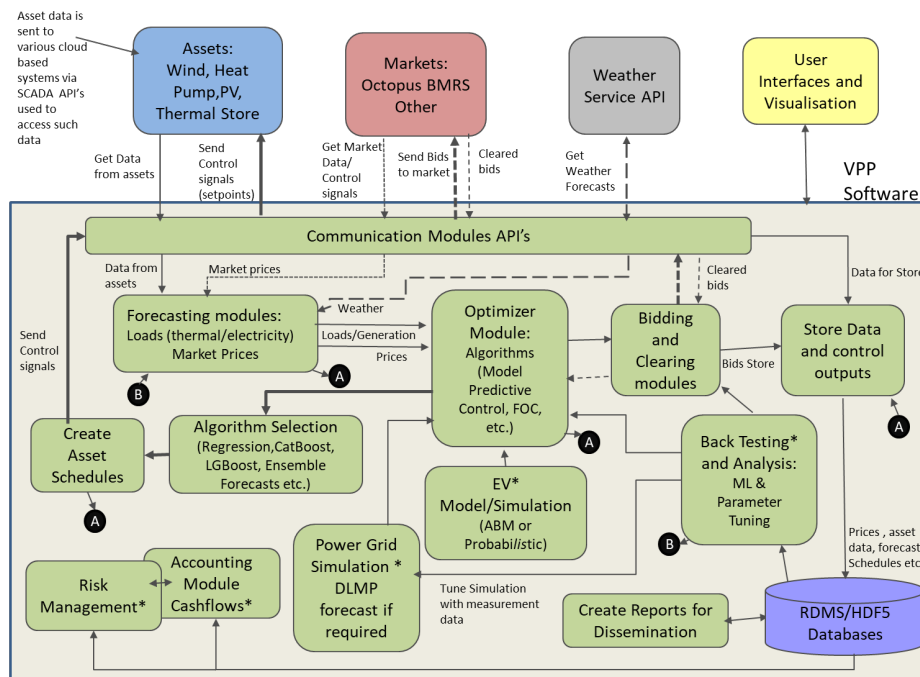 Asset data is
sent to
various cloud
based
systems via
SCADA API's
used to
access such
data
Assets:
Wind, Heat
Pump,PV,
Thermal Store
Markets:
Octopus BMRS
Other
Weather
Service API
User
Interfaces and
Visualisation
Get Data
from assets
Send
Control
signals
(setpoints)
Get Market
Data/
Control
signals
Send Bids
to market
Cleared
bids
Get
Weather
Forecasts
VPP
Software
Communication Modules API's
Data from
assets
Market prices
Weather
Cleared
bids
Data for Store
Send
Control
signals
Forecasting modules:
Loads (thermal/electricity)
Market Prices
Loads/Generation
Prices
B
A
Optimizer
Module:
Algorithms
(Model
Predictive
Control, FOC,
etc.)
A
Bidding
and
Clearing
modules
Bids Store
Store Data
and control
outputs
A
Create
Asset
Schedules
A
Algorithm Selection
(Regression,CatBoost,
LGBoost, Ensemble
Forecasts etc.)
EV*
Model/Simulation
(ABM or
Probabilistic)
Back Testing*
and Analysis:
ML &
Parameter
Tuning
B
Prices , asset
data, forecast
Schedules etc
Power Grid
Simulation *
DLMP
forecast if
required
Tune Simulation
with measurement
data
Risk
Management*
Accounting
Module
Cashflows*
Create Reports for
Dissemination
RDMS/HDF5
Databases